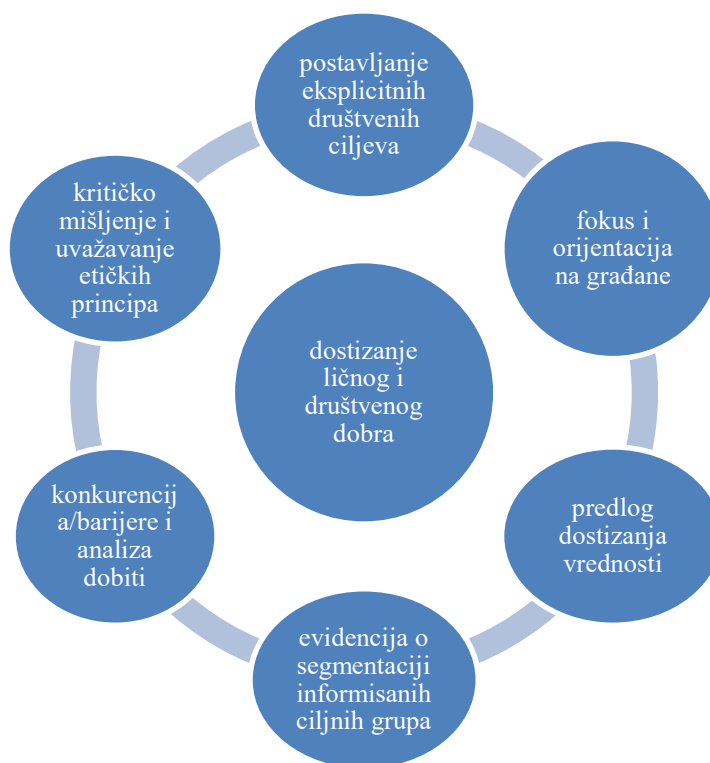 postavljanje
eksplicitnih
društvenih
ciljeva
fokus i
orijentacija
na građane
predlog
dostizanja
vrednosti
evidencija o
segmentaciji
informisanih
ciljnih grupa
konkurencij
a/barijere i
analiza
dobiti
kritičko
mišljenje i
uvažavanje
etičkih
principa
dostizanje
ličnog i
društvenog
dobra